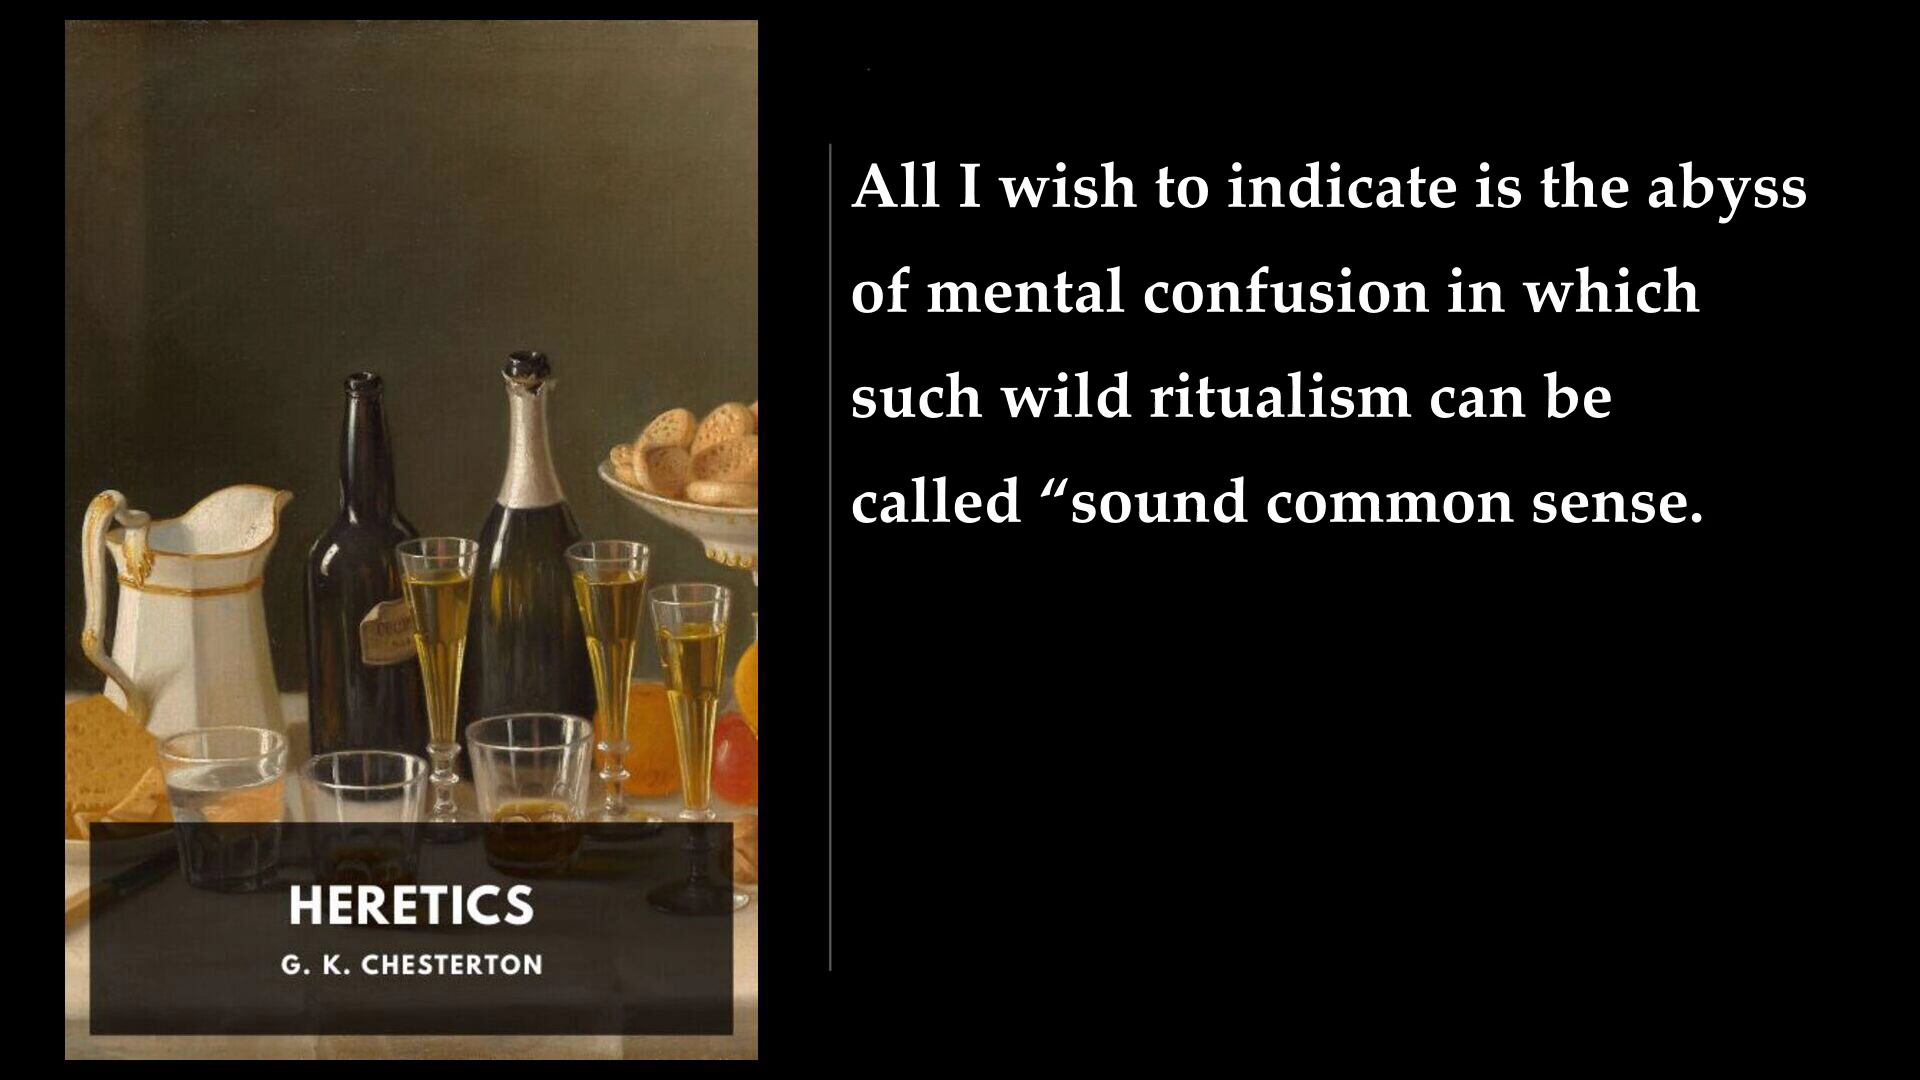 All I wish to indicate is the abyss
of mental confusion in which
such wild ritualism can be
called “sound common sense.
HERETICS
G. K. CHESTERTON